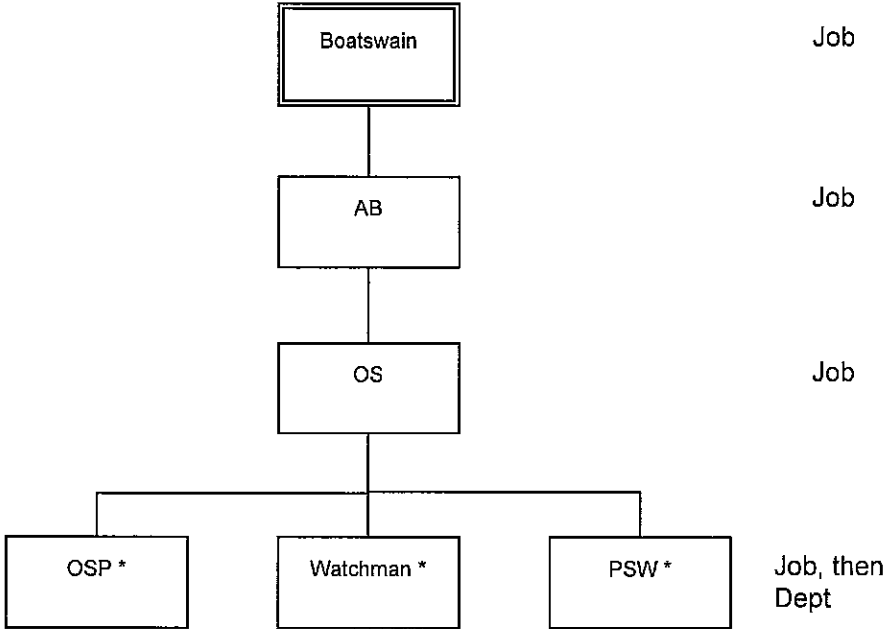 Boatswain
Job
AB
Job
OS
Job
OSP *
Watchman *
PSW *
Job, then
Dept